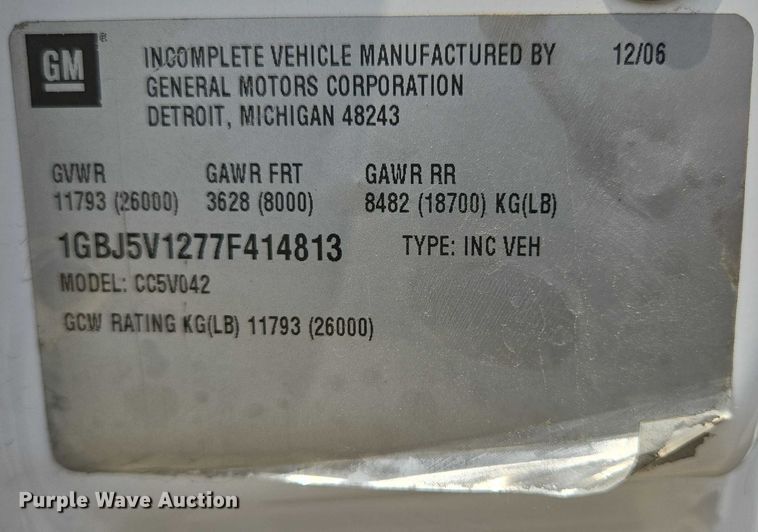 GM ® INCOMPLETE VEHICLE MANUFACTURED BY 12/06
GENERAL MOTORS CORPORATION
DETROIT, MICHIGAN 48243
GVWR GAWR FRT GAWR RR
11793 (26000) 3628 (8000) 8482 (18700) KG(LB)
1GBJ5V1277F414813 TYPE: INC VEH
MODEL: CC5V042
GCW RATING KG(LB) 11793 (26000)
Purple Wave Auction